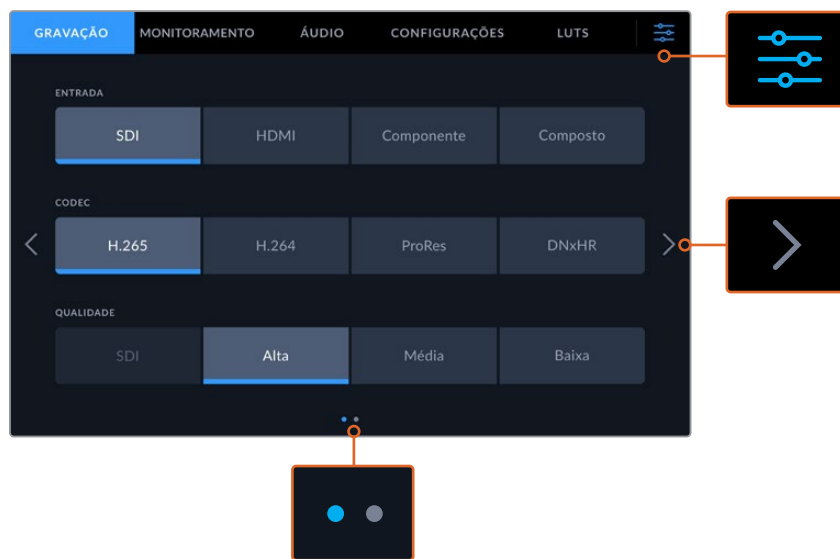 GRAVAÇÃO MONITORAMENTO ÁUDIO CONFIGURAÇÕES LUTS
ENTRADA
SDI HDMI Componente Composto
CODEC
H.265 H.264 ProRes DNxHR
QUALIDADE
SDI Alta Média Baixa